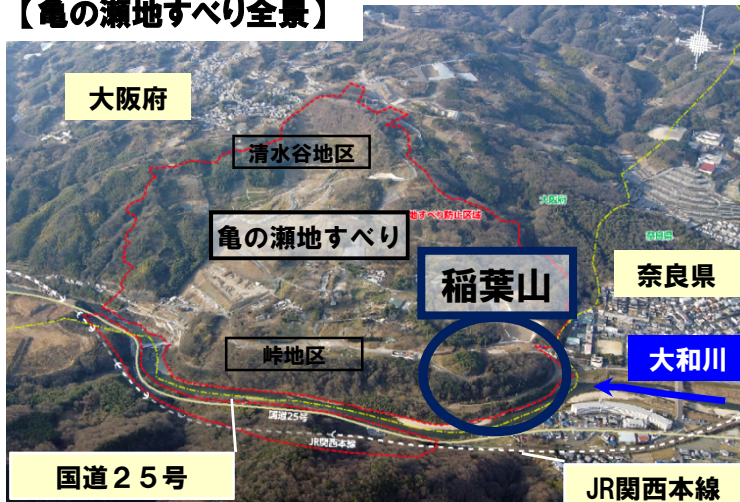 【亀の瀬地すべり全景】
大阪府
清水谷地区
大阪府
地すべり防止区域
奈良県
亀の瀬地すべり
稲葉山
奈良県
峠地区
大和川
国道25号
JR関西本線
国道２５号
JR関西本線